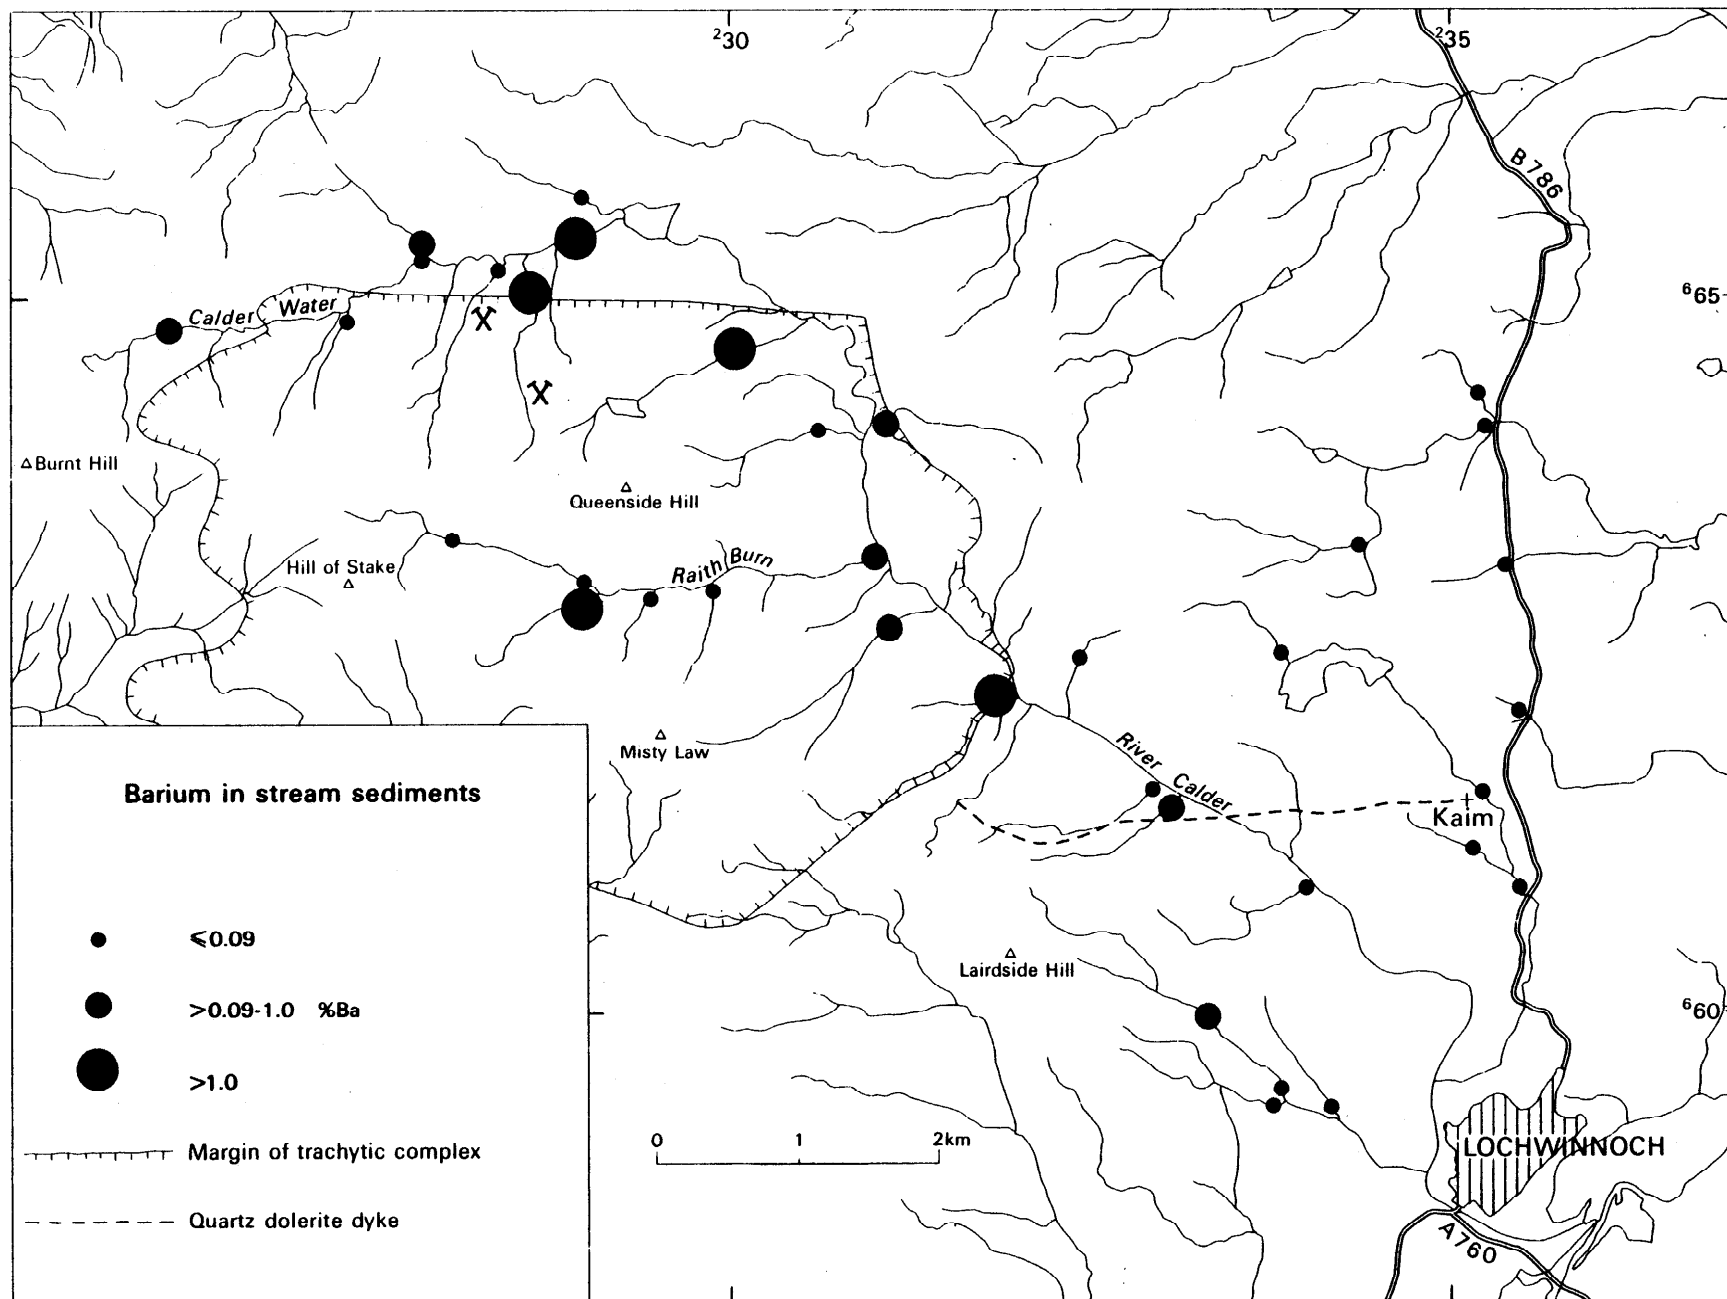 ²30
²35
B 786
⁶65
Calder Water
Burnt Hill
Queenside Hill
Hill of Stake
Raith Burn
Misty Law
River Calder
Kaim
Lairdside Hill
⁶60
LOCHWINNOCH
A 760
Barium in stream sediments
⩽0.09
>0.09-1.0 %Ba
>1.0
Margin of trachytic complex
Quartz dolerite dyke
0 1 2km